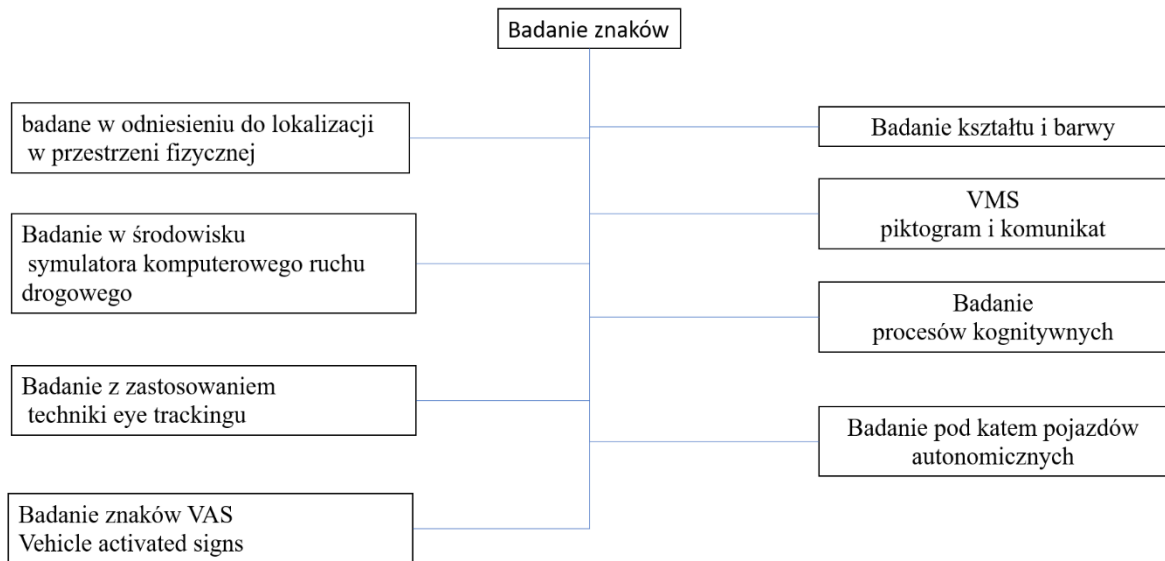 Badanie znaków
badane w odniesieniu do lokalizacji
w przestrzeni fizycznej
Badanie w środowisku
symulatora komputerowego ruchu
drogowego
Badanie z zastosowaniem
techniki eye trackingu
Badanie znaków VAS
Vehicle activated signs
Badanie kształtu i barwy
VMS
piktogram i komunikat
Badanie
procesów kognitywnych
Badanie pod katem pojazdów
autonomicznych